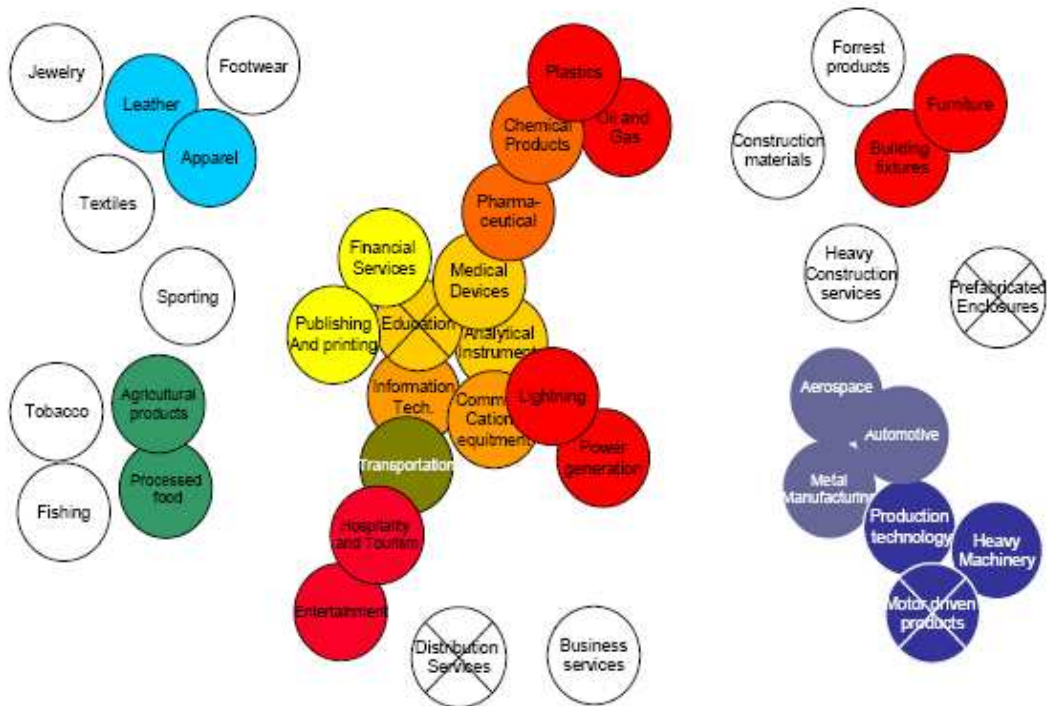 Jewelry
Footwear
Leather
Apparel
Textiles
Sporting
Tobacco
Agricultural
products
Processed
food
Fishing
Plastics
Oil and
Gas
Chemical
Products
Pharma-
ceutical
Financial
Services
Medical
Devices
Publishing
And printing
Education
Analytical
Instrument
Information
Tech.
Commu
Cation
equitment
Lightning
Power
generation
Transportation
Hospitality
and Tourism
Entertainment
Distribution
Services
Business
services
Forrest
products
Furniture
Construction
materials
Building
fixtures
Heavy
Construction
services
Prefabricated
Enclosures
Aerospace
Automotive
Metal
Manufacturing
Production
technology
Heavy
Machinery
Motor driven
products